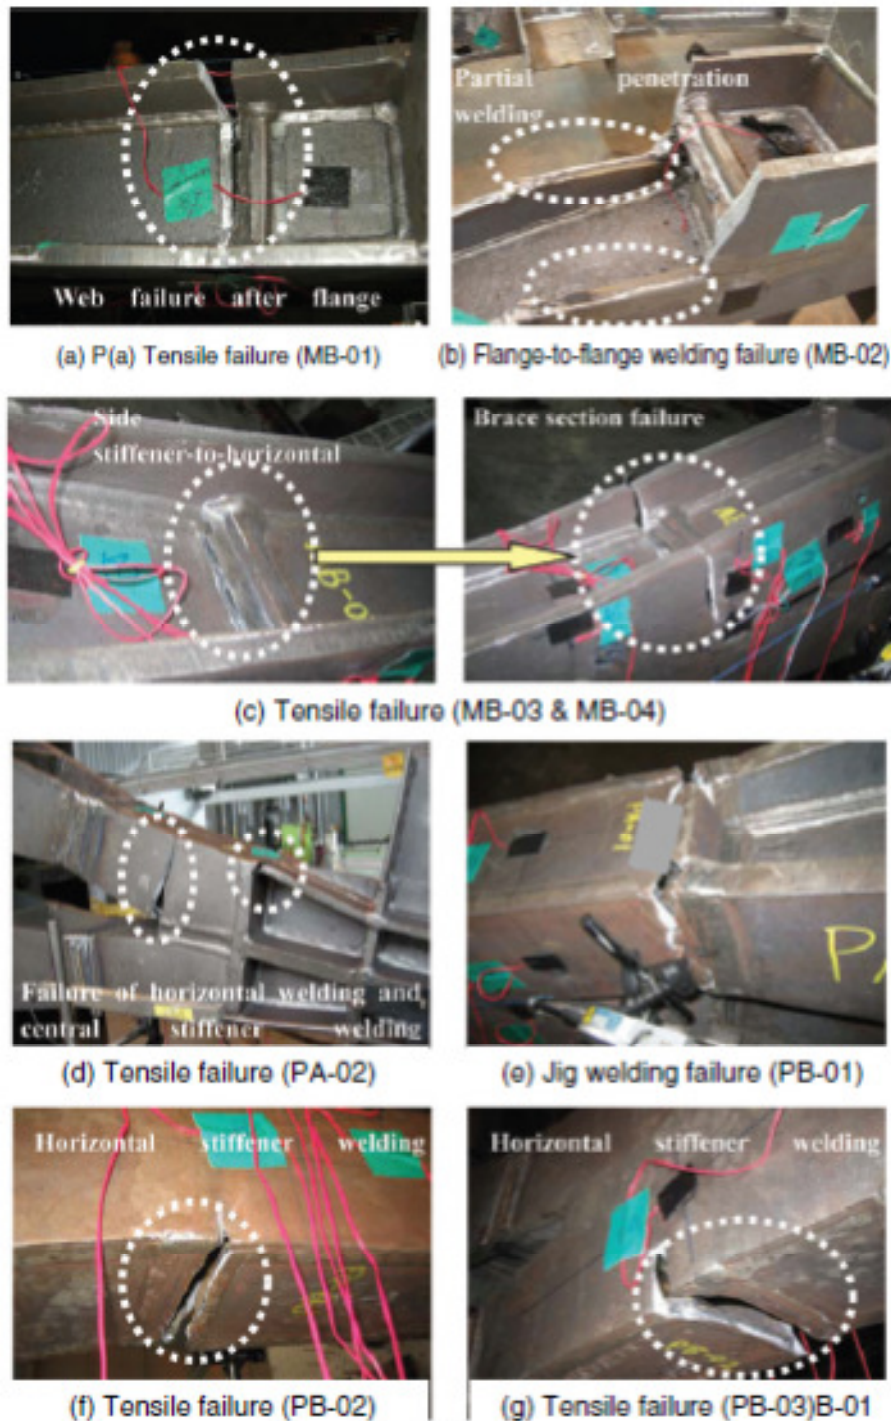 Partial penetration
welding
Web failure after flange
(a) P(a) Tensile failure (MB-01)
(b) Flange-to-flange welding failure (MB-02)
Side
stiffener-to-horizontal
B-0
Brace section failure
(c) Tensile failure (MB-03 & MB-04)
Failure of horizontal welding and
central stiffener welding
(d) Tensile failure (PA-02)
(e) Jig welding failure (PB-01)
Horizontal stiffener welding
(f) Tensile failure (PB-02)
Horizontal stiffener welding
(g) Tensile failure (PB-03)B-01